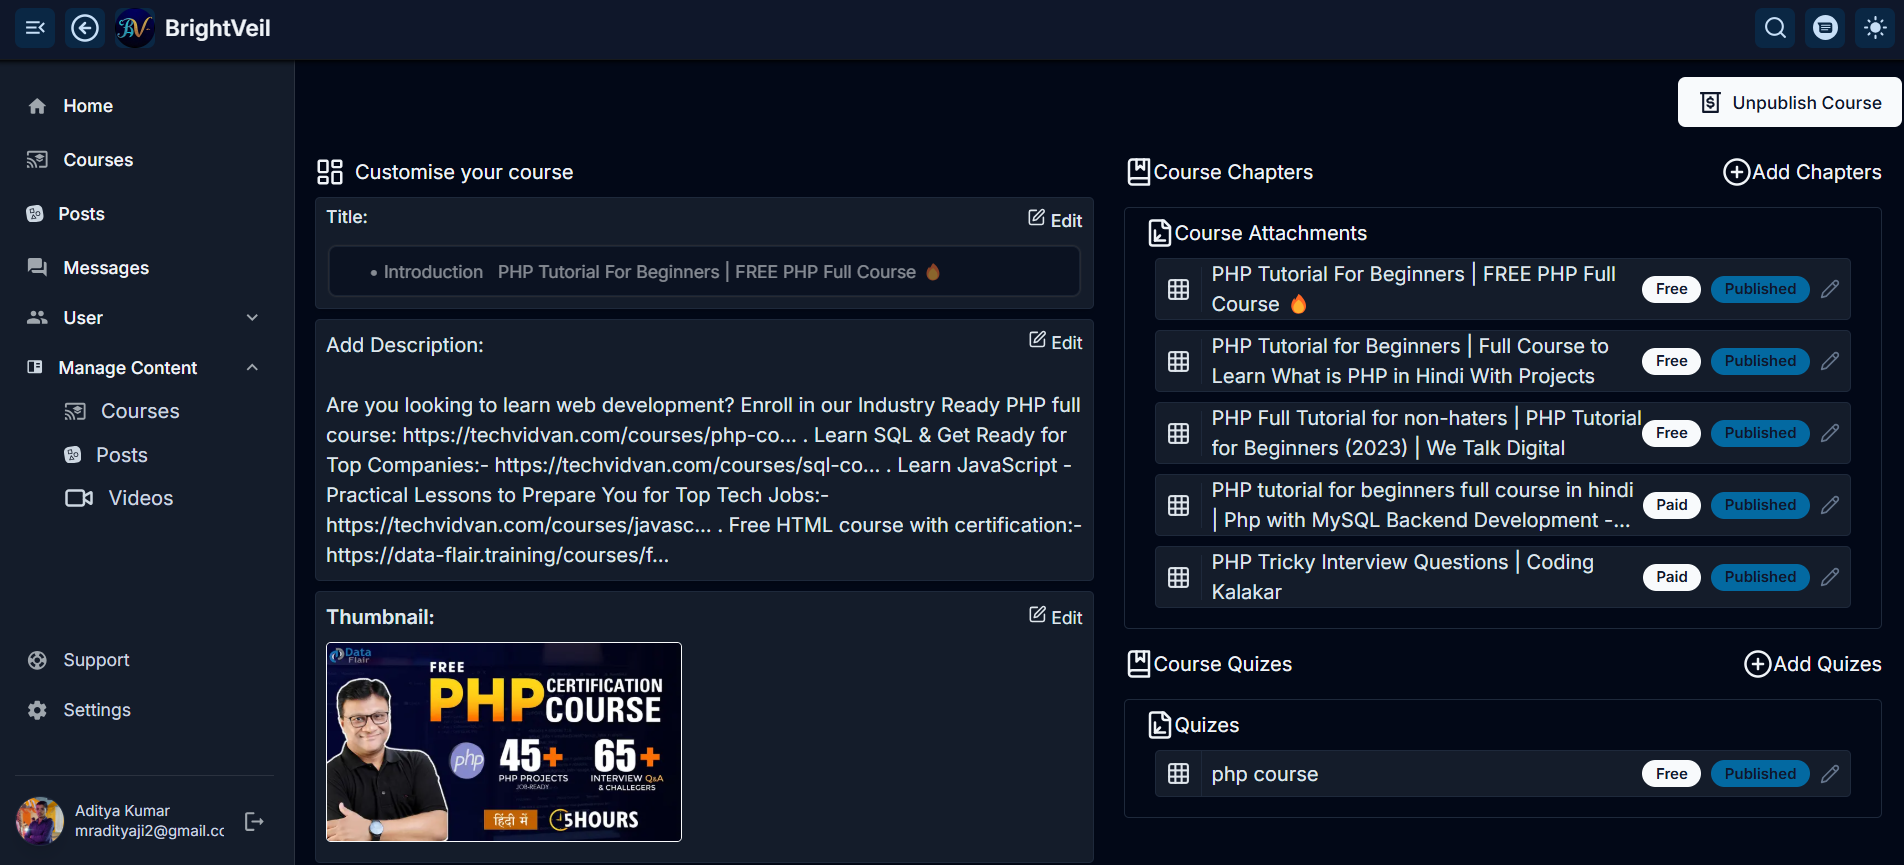 BrightVeil
Unpublish Course
Home
Courses
Posts
Messages
User
Manage Content
Courses
Posts
Videos
Support
Settings
Aditya Kumar
mradityaji2@gmail.cc
Customise your course
Title:
Edit
• Introduction PHP Tutorial For Beginners | FREE PHP Full Course 🔥
Add Description:
Edit
Are you looking to learn web development? Enroll in our Industry Ready PHP full
course: https://techvidvan.com/courses/php-co... . Learn SQL & Get Ready for
Top Companies:- https://techvidvan.com/courses/sql-co... . Learn JavaScript -
Practical Lessons to Prepare You for Top Tech Jobs:-
https://techvidvan.com/courses/javasc... . Free HTML course with certification:-
https://data-flair.training/courses/f...
Thumbnail:
Edit
Data
Flair
FREE
PHP
CERTIFICATION
COURSE
php
45+
PHP PROJECTS
JOB-READY
65+
INTERVIEW Q&A
& CHALLEGERS
हिंदी में
5HOURS
Course Chapters
Add Chapters
Course Attachments
PHP Tutorial For Beginners | FREE PHP Full
Course 🔥
Free
Published
PHP Tutorial for Beginners | Full Course to
Learn What is PHP in Hindi With Projects
Free
Published
PHP Full Tutorial for non-haters | PHP Tutorial
for Beginners (2023) | We Talk Digital
Free
Published
PHP tutorial for beginners full course in hindi
| Php with MySQL Backend Development -...
Paid
Published
PHP Tricky Interview Questions | Coding
Kalakar
Paid
Published
Course Quizes
Add Quizes
Quizes
php course
Free
Published